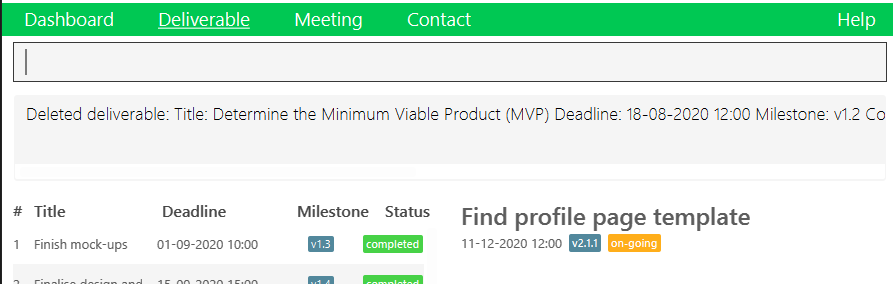 Dashboard Deliverable Meeting Contact Help
Deleted deliverable: Title: Determine the Minimum Viable Product (MVP) Deadline: 18-08-2020 12:00 Milestone: v1.2 Co
# Title Deadline Milestone Status
1 Finish mock-ups 01-09-2020 10:00 v1.3 completed
2 Finalise design and 15-09-2020 15:00 v1.4 completed
Find profile page template
11-12-2020 12:00 v2.1.1 on-going